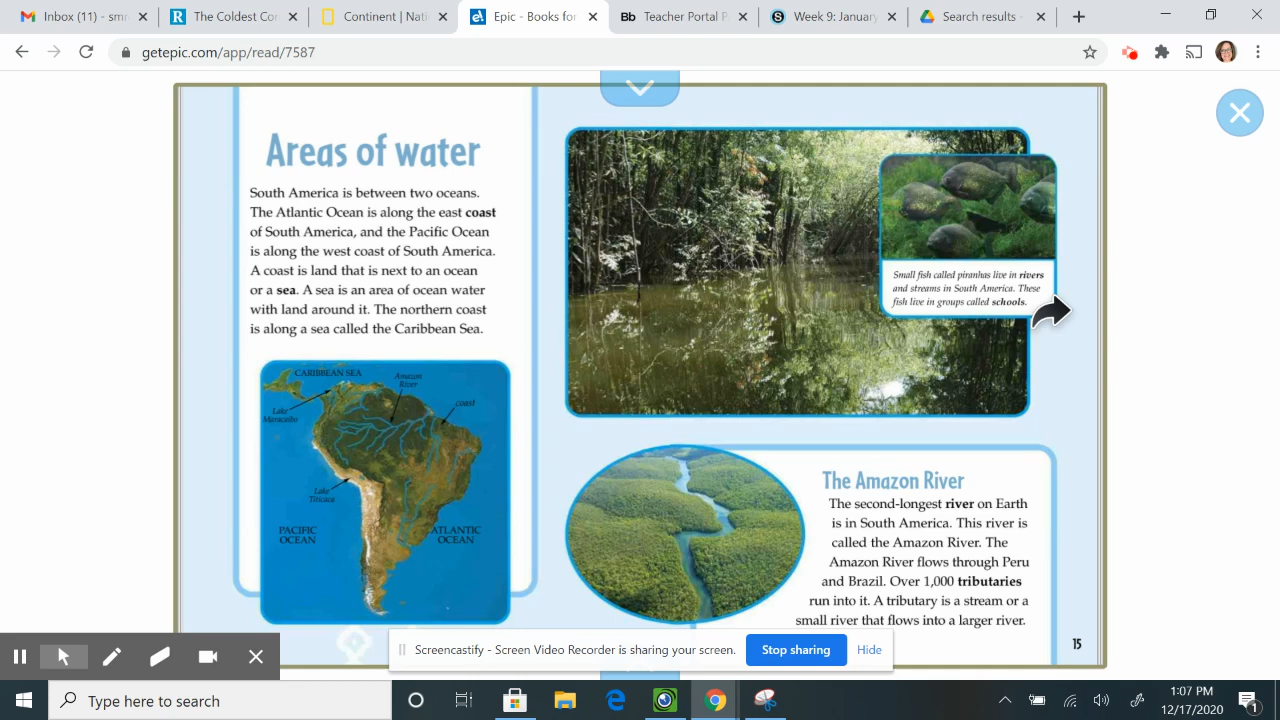 Inbox (11) - smn
The Coldest Cor
Continent | Nati
Epic - Books for
Bb Teacher Portal P
Week 9: January
Search results -
getepic.com/app/read/7587
Areas of water
South America is between two oceans.
The Atlantic Ocean is along the east coast
of South America, and the Pacific Ocean
is along the west coast of South America.
A coast is land that is next to an ocean
or a sea. A sea is an area of ocean water
with land around it. The northern coast
is along a sea called the Caribbean Sea.
CARIBBEAN SEA
Amazon
River
coast
Lake
Maracaibo
Lake
Titicaca
PACIFIC
OCEAN
ATLANTIC
OCEAN
Small fish called piranhas live in rivers
and streams in South America. These
fish live in groups called schools.
The Amazon River
The second-longest river on Earth
is in South America. This river is
called the Amazon River. The
Amazon River flows through Peru
and Brazil. Over 1,000 tributaries
run into it. A tributary is a stream or a
small river that flows into a larger river.
15
Screencastify - Screen Video Recorder is sharing your screen.
Stop sharing
Hide
Type here to search
1:07 PM
12/17/2020
1